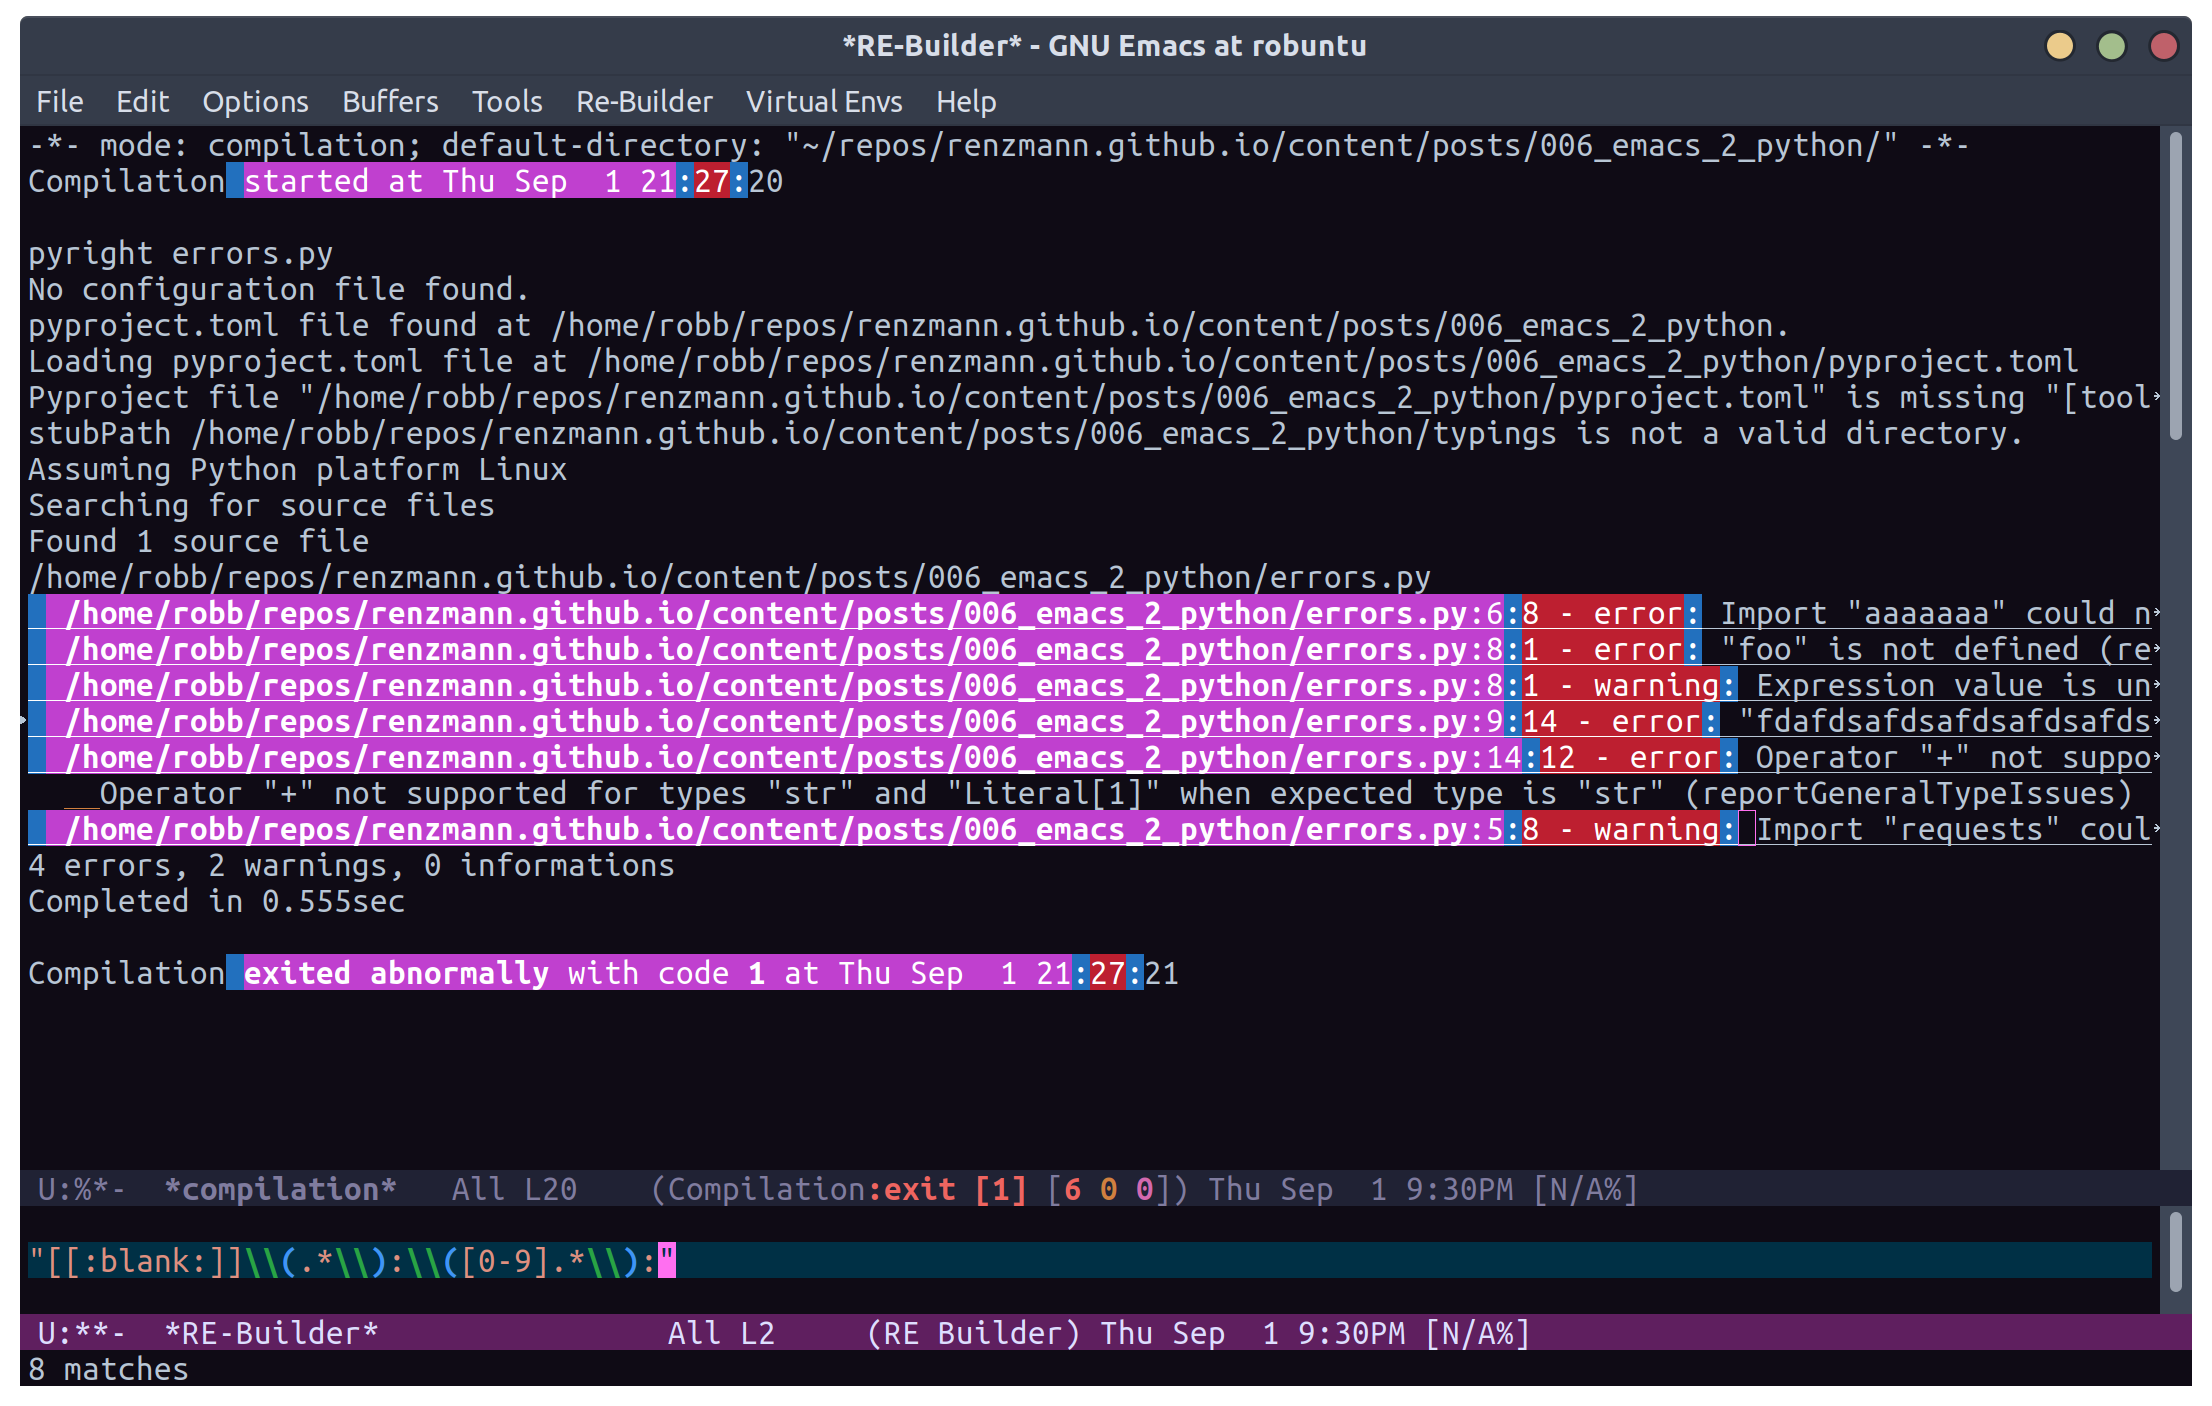 *RE-Builder* - GNU Emacs at robuntu
File Edit Options Buffers Tools Re-Builder Virtual Envs Help
-*- mode: compilation; default-directory: "~/repos/renzmann.github.io/content/posts/006_emacs_2_python/" -*-
Compilation started at Thu Sep  1 21:27:20
pyright errors.py
No configuration file found.
pyproject.toml file found at /home/robb/repos/renzmann.github.io/content/posts/006_emacs_2_python.
Loading pyproject.toml file at /home/robb/repos/renzmann.github.io/content/posts/006_emacs_2_python/pyproject.toml
Pyproject file "/home/robb/repos/renzmann.github.io/content/posts/006_emacs_2_python/pyproject.toml" is missing "[tool
stubPath /home/robb/repos/renzmann.github.io/content/posts/006_emacs_2_python/typings is not a valid directory.
Assuming Python platform Linux
Searching for source files
Found 1 source file
/home/robb/repos/renzmann.github.io/content/posts/006_emacs_2_python/errors.py
  /home/robb/repos/renzmann.github.io/content/posts/006_emacs_2_python/errors.py:6:8 - error: Import "aaaaaaa" could n
  /home/robb/repos/renzmann.github.io/content/posts/006_emacs_2_python/errors.py:8:1 - error: "foo" is not defined (re
  /home/robb/repos/renzmann.github.io/content/posts/006_emacs_2_python/errors.py:8:1 - warning: Expression value is un
  /home/robb/repos/renzmann.github.io/content/posts/006_emacs_2_python/errors.py:9:14 - error: "fdafdsafdsafdsafdsafds
  /home/robb/repos/renzmann.github.io/content/posts/006_emacs_2_python/errors.py:14:12 - error: Operator "+" not suppo
    Operator "+" not supported for types "str" and "Literal[1]" when expected type is "str" (reportGeneralTypeIssues)
  /home/robb/repos/renzmann.github.io/content/posts/006_emacs_2_python/errors.py:5:8 - warning: Import "requests" coul
4 errors, 2 warnings, 0 informations
Completed in 0.555sec
Compilation exited abnormally with code 1 at Thu Sep  1 21:27:21
U:%*-  *compilation*   All L20    (Compilation:exit [1] [6 0 0]) Thu Sep  1 9:30PM [N/A%]
"[[:blank:]]\\(.*\\):\\([0-9].*\\):"
U:**-  *RE-Builder*                All L2     (RE Builder) Thu Sep  1 9:30PM [N/A%]
8 matches